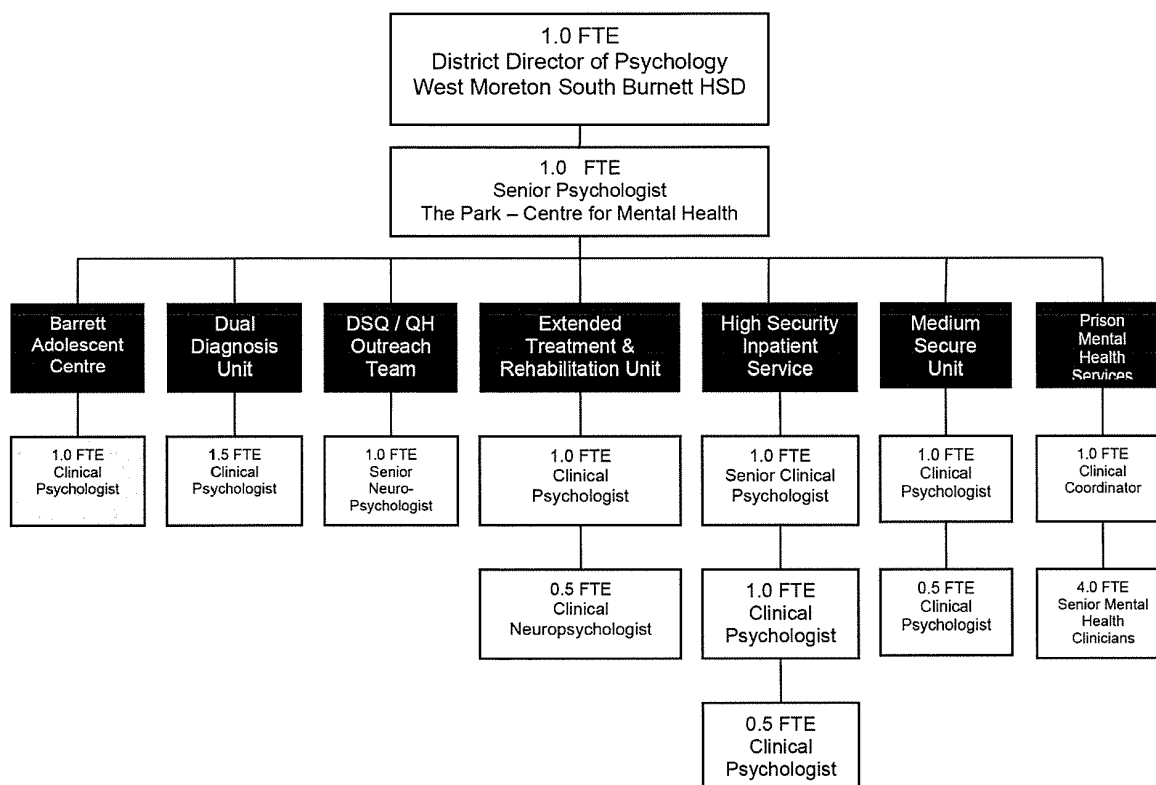 1.0 FTE
District Director of Psychology
West Moreton South Burnett HSD
1.0 FTE
Senior Psychologist
The Park – Centre for Mental Health
Barrett
Adolescent
Centre
Dual
Diagnosis
Unit
DSQ / QH
Outreach
Team
Extended
Treatment &
Rehabilitation Unit
High Security
Inpatient
Service
Medium
Secure
Unit
Prison
Mental
Health
Services
1.0 FTE
Clinical
Psychologist
1.5 FTE
Clinical
Psychologist
1.0 FTE
Senior
Neuro-
Psychologist
1.0 FTE
Clinical
Psychologist
1.0 FTE
Senior Clinical
Psychologist
1.0 FTE
Clinical
Psychologist
1.0 FTE
Clinical
Coordinator
0.5 FTE
Clinical
Neuropsychologist
1.0 FTE
Clinical
Psychologist
0.5 FTE
Clinical
Psychologist
4.0 FTE
Senior Mental
Health
Clinicians
0.5 FTE
Clinical
Psychologist